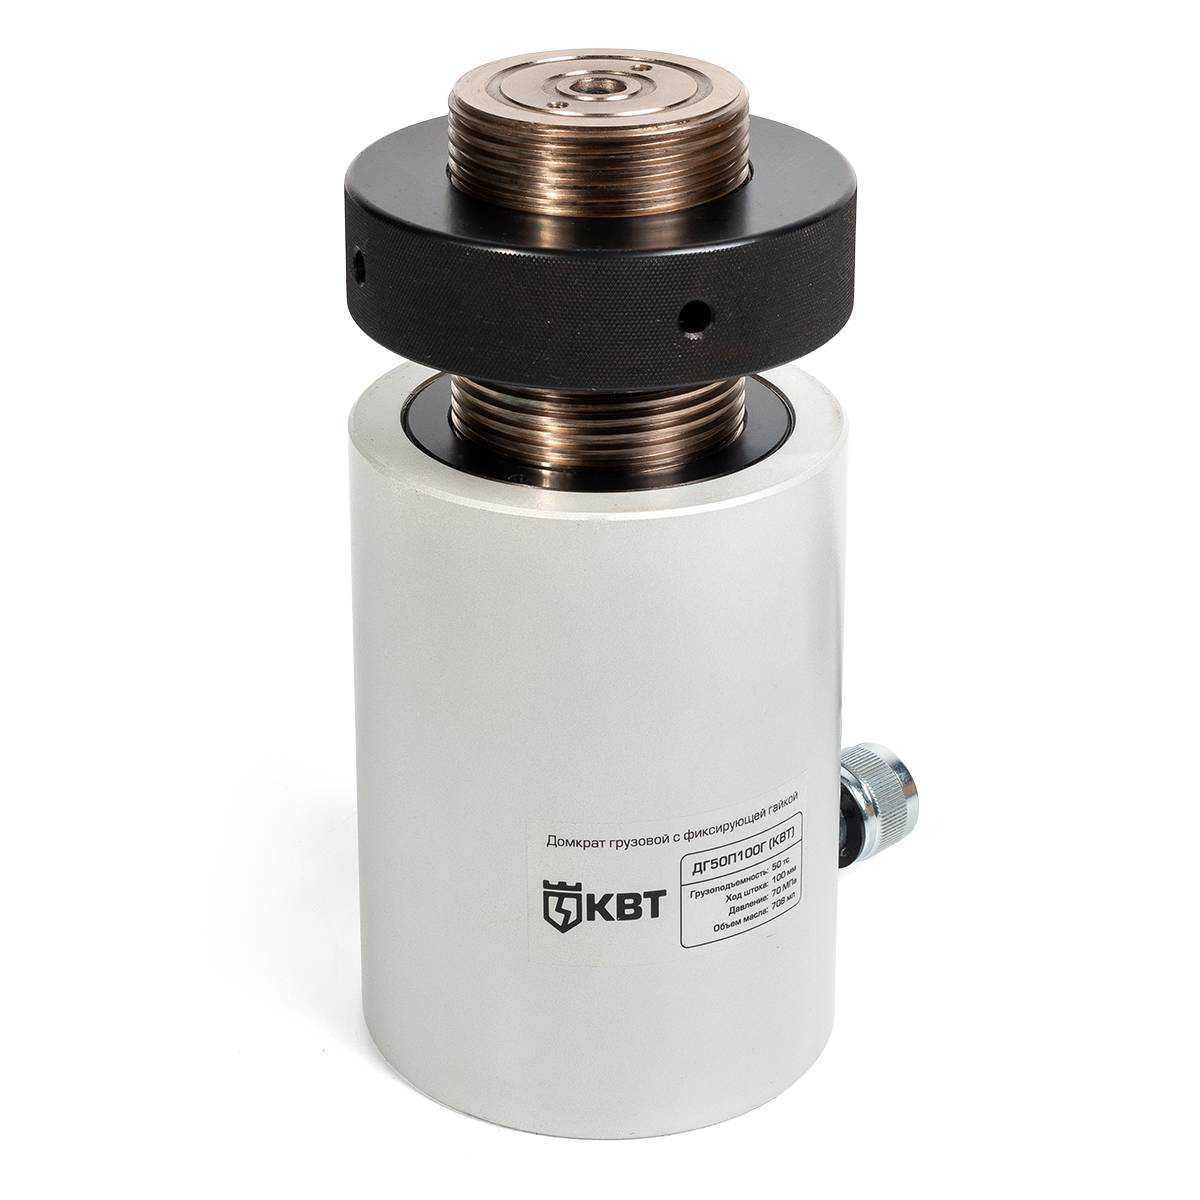 Домкрат грузовой с фиксирующей гайкой
КВТ
ДГ50П100Г (КВТ)
Грузоподъемность: 50 тс
Ход штока: 100 мм
Давление: 70 МПа
Объем масла: 708 мл